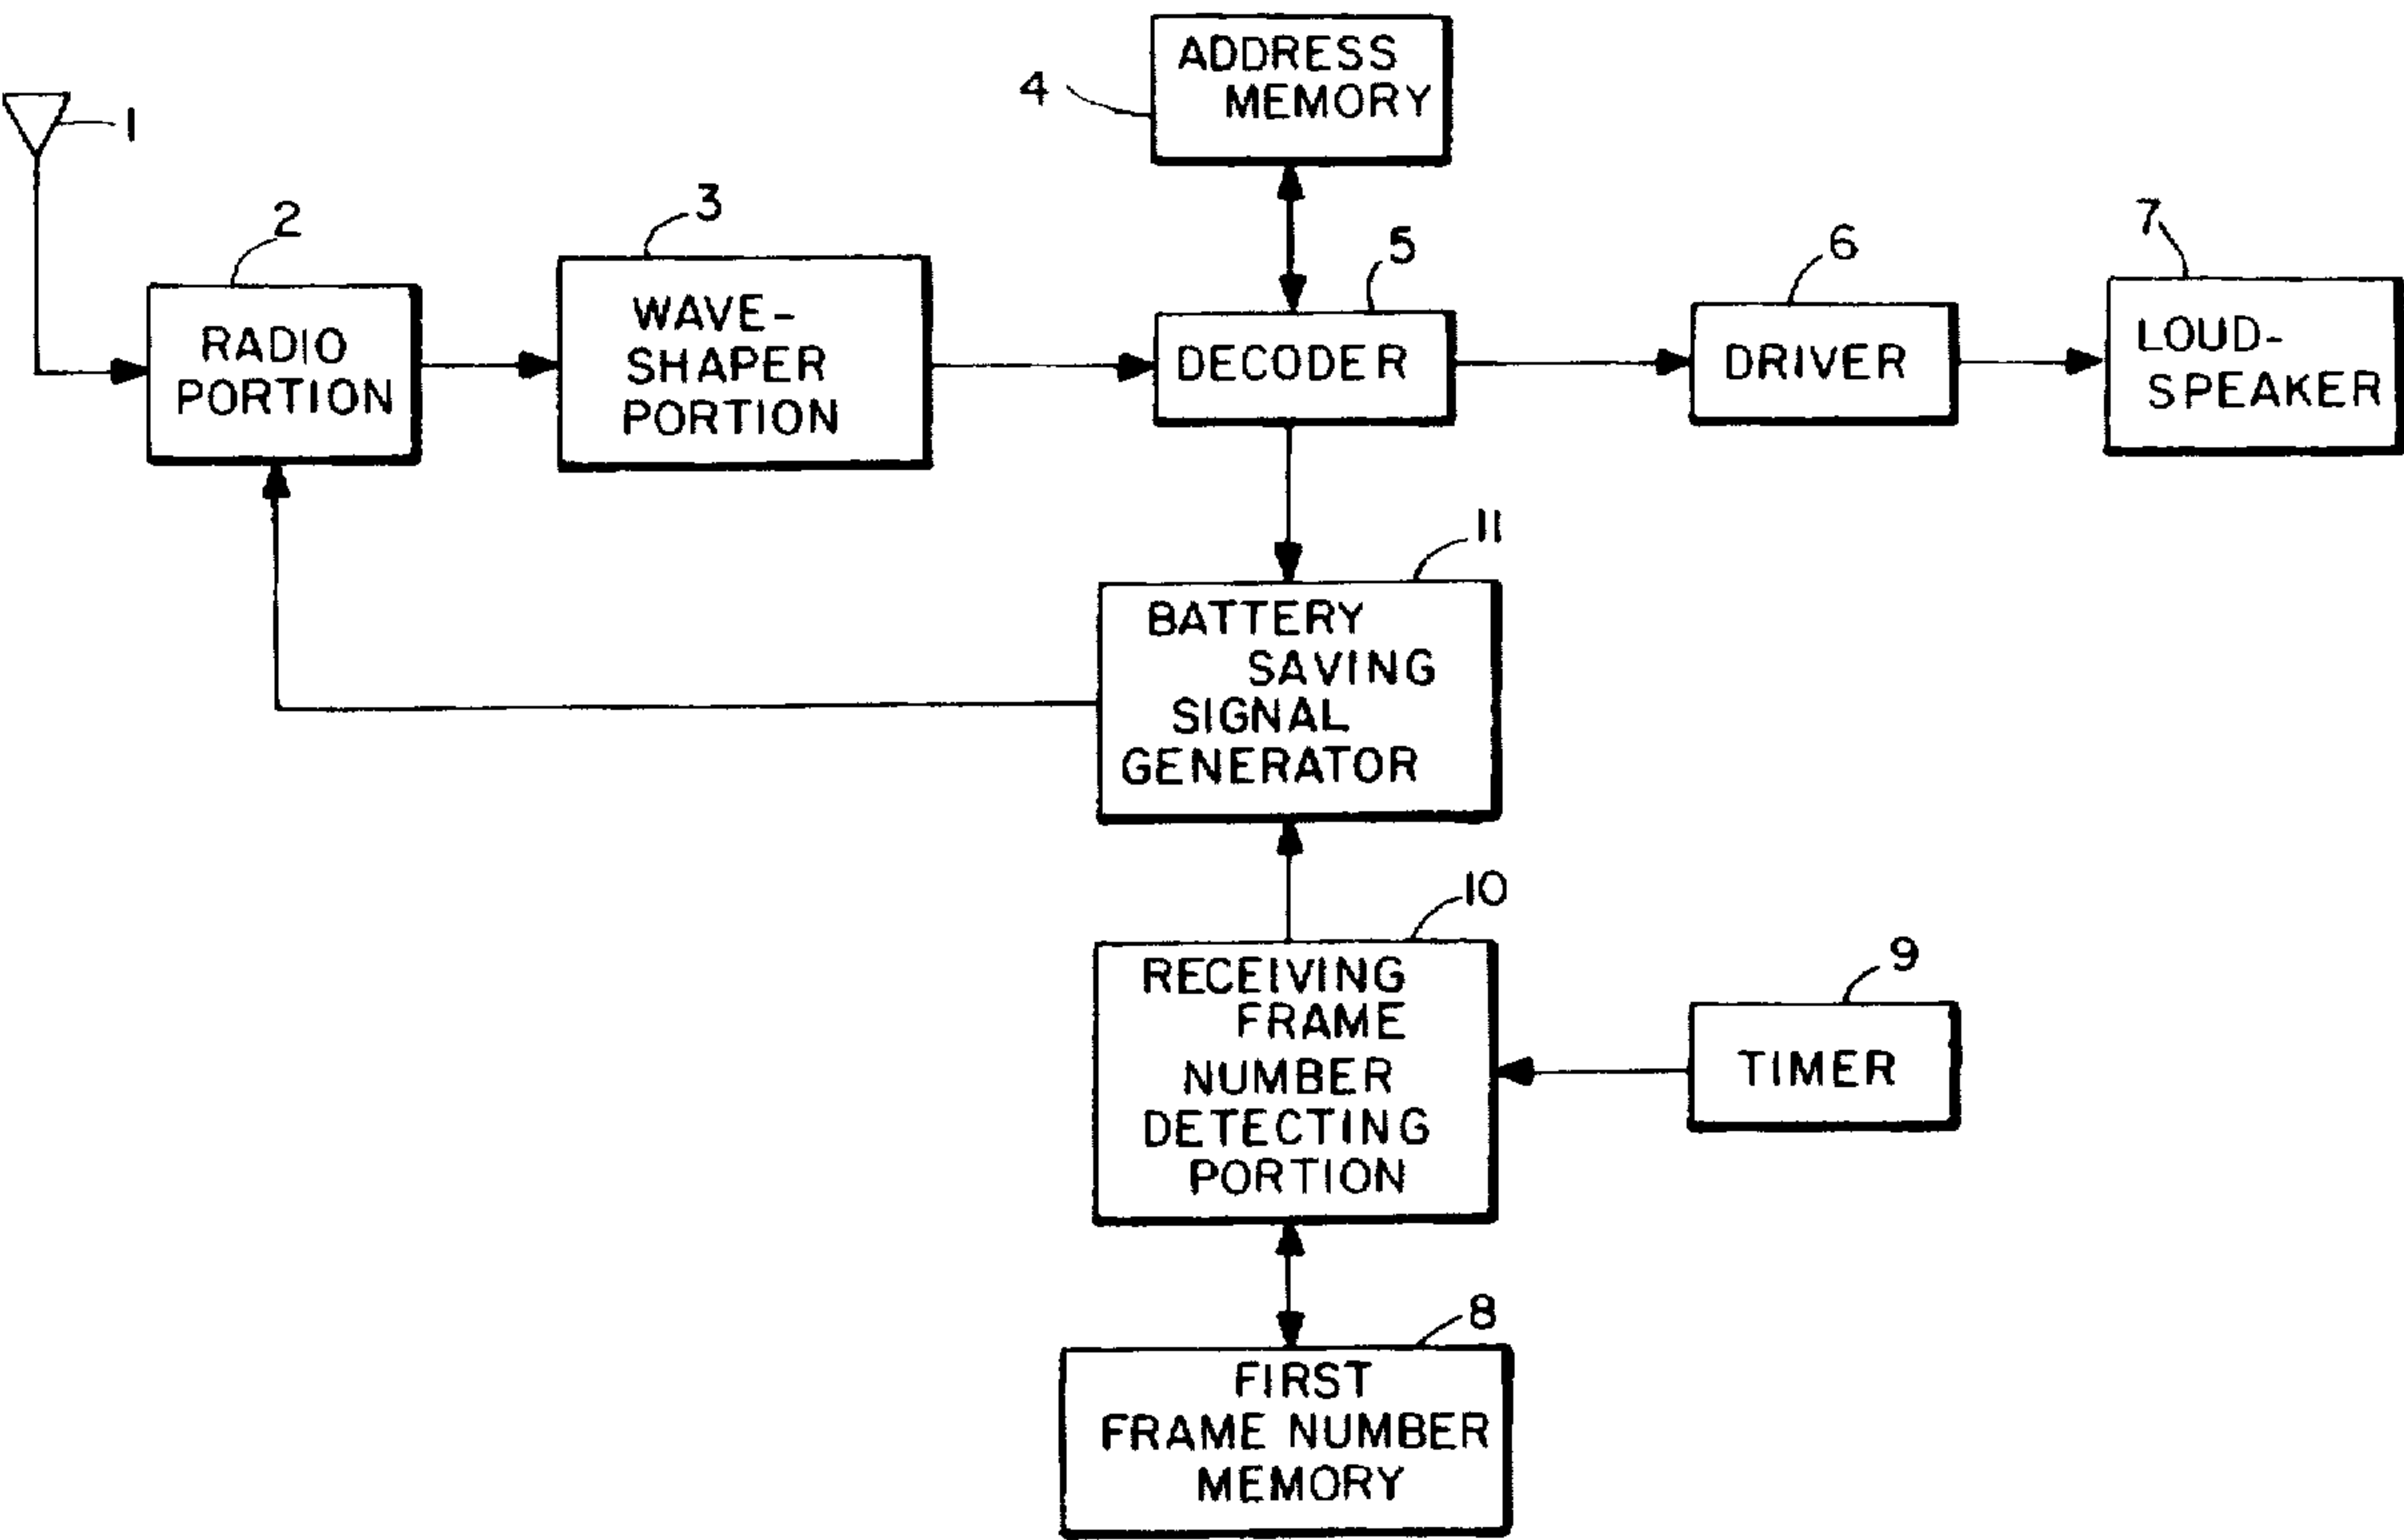 ADDRESS
MEMORY
4
1
2
3
5
6
7
RADIO
PORTION
WAVE-
SHAPER
PORTION
DECODER
DRIVER
LOUD-
SPEAKER
11
BATTERY
SAVING
SIGNAL
GENERATOR
10
RECEIVING
FRAME
NUMBER
DETECTING
PORTION
9
TIMER
8
FIRST
FRAME NUMBER
MEMORY